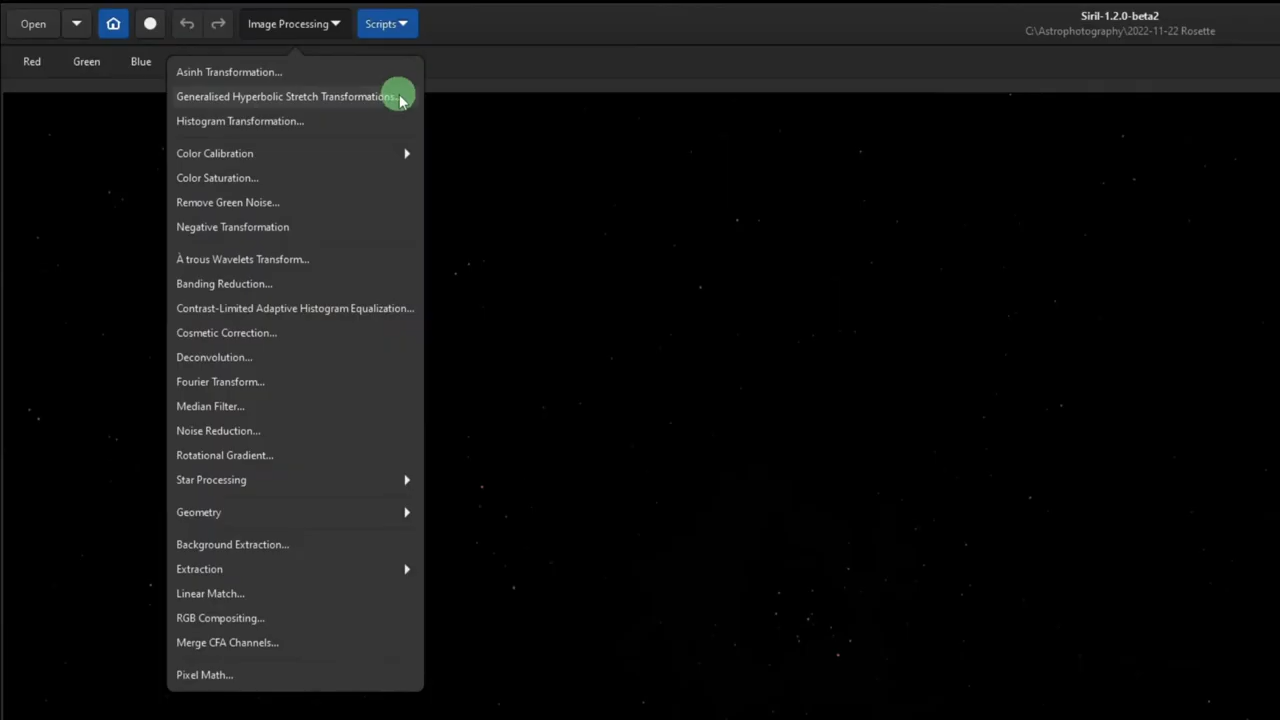 Open
Image Processing
Scripts
Siril-1.2.0-beta2
C:\Astrophotography\2022-11-22 Rosette
Red
Green
Blue
Asinh Transformation...
Generalised Hyperbolic Stretch Transformations...
Histogram Transformation...
Color Calibration
Color Saturation...
Remove Green Noise...
Negative Transformation
À trous Wavelets Transform...
Banding Reduction...
Contrast-Limited Adaptive Histogram Equalization...
Cosmetic Correction...
Deconvolution...
Fourier Transform...
Median Filter...
Noise Reduction...
Rotational Gradient...
Star Processing
Geometry
Background Extraction...
Extraction
Linear Match...
RGB Compositing...
Merge CFA Channels...
Pixel Math...